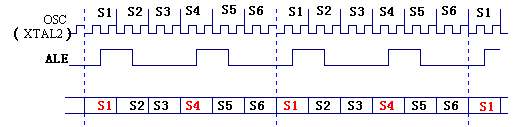 S1 S2 S3 S4 S5 S6 S1 S2 S3 S4 S5 S6 S1
OSC
(XTAL2)
ALE
S1 S2 S3 S4 S5 S6 S1 S2 S3 S4 S5 S6 S1